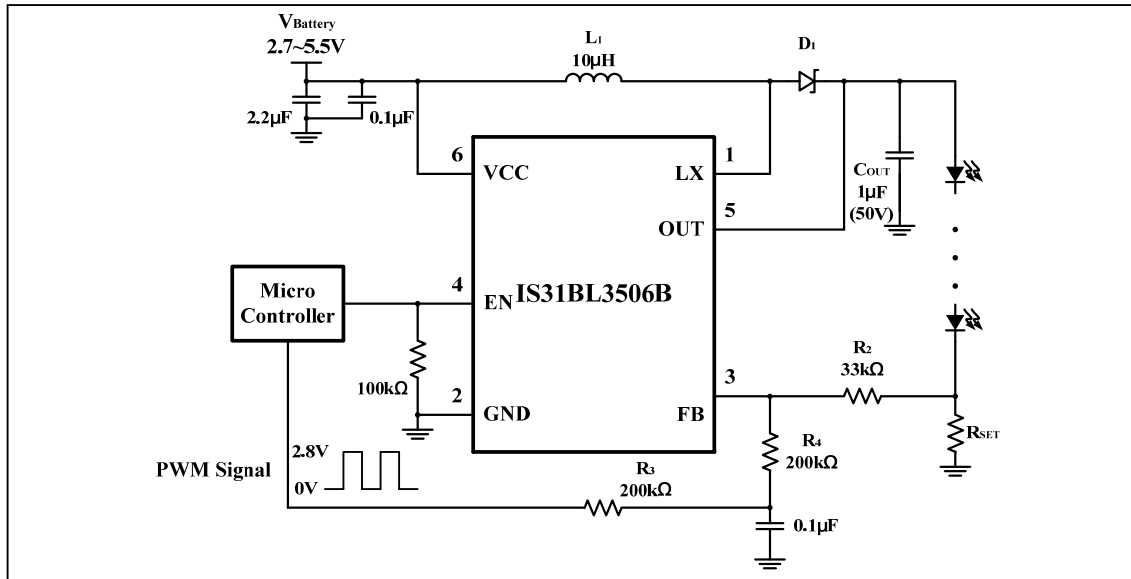 VBattery
2.7~5.5V
2.2µF
0.1µF
L1
10µH
D1
6
VCC
1
LX
5
OUT
COUT
1µF
(50V)
Micro
Controller
4
EN
IS31BL3506B
100kΩ
2
GND
3
FB
R2
33kΩ
RSET
R4
200kΩ
PWM Signal
2.8V
0V
R3
200kΩ
0.1µF